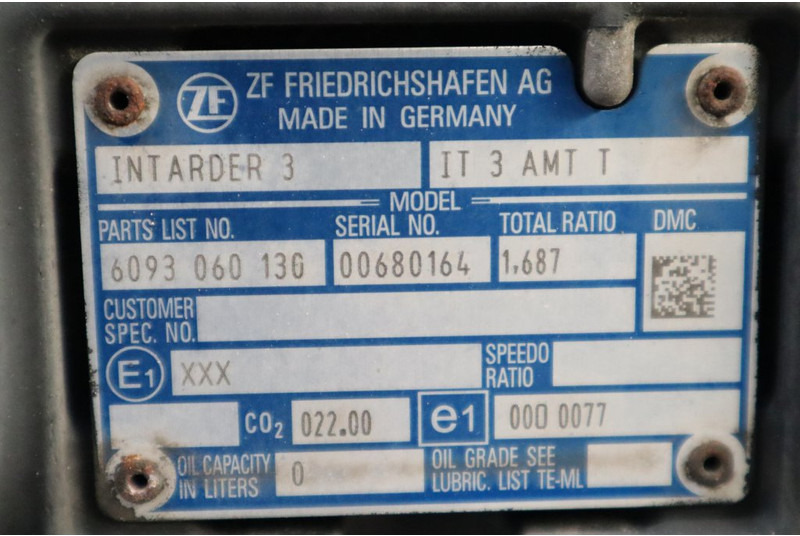 ZF FRIEDRICHSHAFEN AG
MADE IN GERMANY
INTARDER 3 IT 3 AMT T
MODEL
PARTS LIST NO. SERIAL NO. TOTAL RATIO DMC
6093 060 136 00680164 1,687
CUSTOMER
SPEC. NO.
E1 XXX SPEEDO
RATIO
CO₂ 022.00 e1 000 0077
OIL CAPACITY
IN LITERS 0 OIL GRADE SEE
LUBRIC. LIST TE-ML